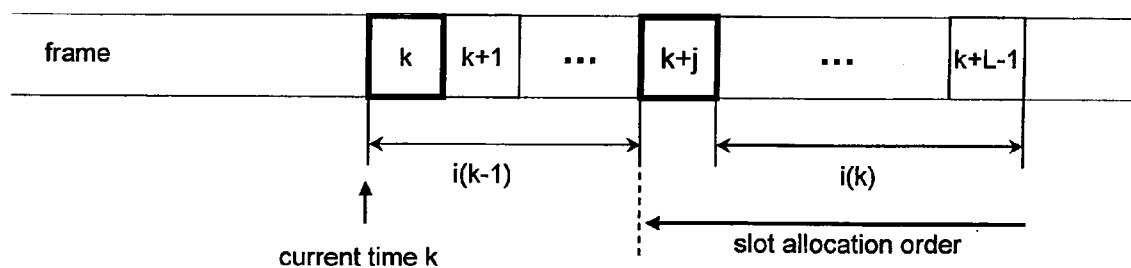 frame k k+1 ... k+j ... k+L-1
i(k-1) i(k)
current time k slot allocation order